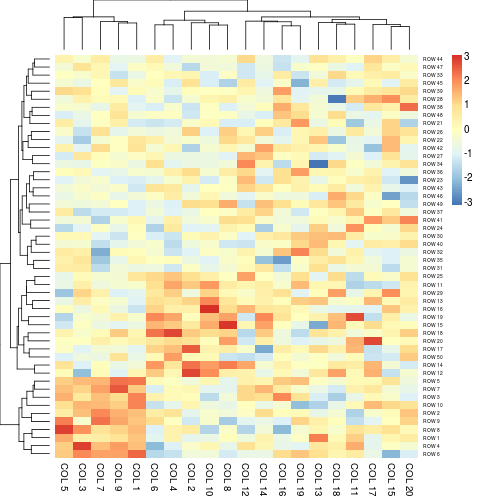 ROW 44
ROW 47
ROW 33
ROW 45
ROW 39
ROW 28
ROW 38
ROW 48
ROW 21
ROW 26
ROW 22
ROW 42
ROW 27
ROW 34
ROW 36
ROW 23
ROW 43
ROW 46
ROW 49
ROW 37
ROW 41
ROW 24
ROW 30
ROW 40
ROW 32
ROW 35
ROW 31
ROW 25
ROW 11
ROW 29
ROW 13
ROW 16
ROW 19
ROW 15
ROW 18
ROW 20
ROW 17
ROW 50
ROW 14
ROW 12
ROW 5
ROW 7
ROW 3
ROW 10
ROW 2
ROW 9
ROW 8
ROW 1
ROW 4
ROW 6
3
2
1
0
-1
-2
-3
COL 5
COL 3
COL 7
COL 9
COL 1
COL 6
COL 4
COL 2
COL 10
COL 8
COL 12
COL 14
COL 16
COL 19
COL 13
COL 18
COL 11
COL 17
COL 15
COL 20